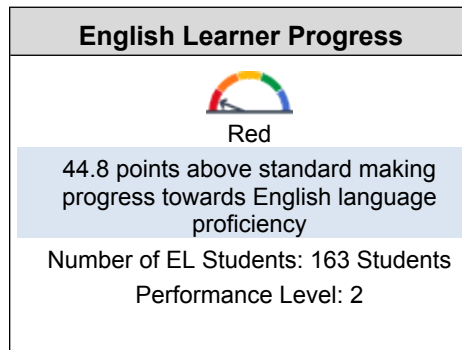 English Learner Progress
Red
44.8 points above standard making
progress towards English language
proficiency
Number of EL Students: 163 Students
Performance Level: 2